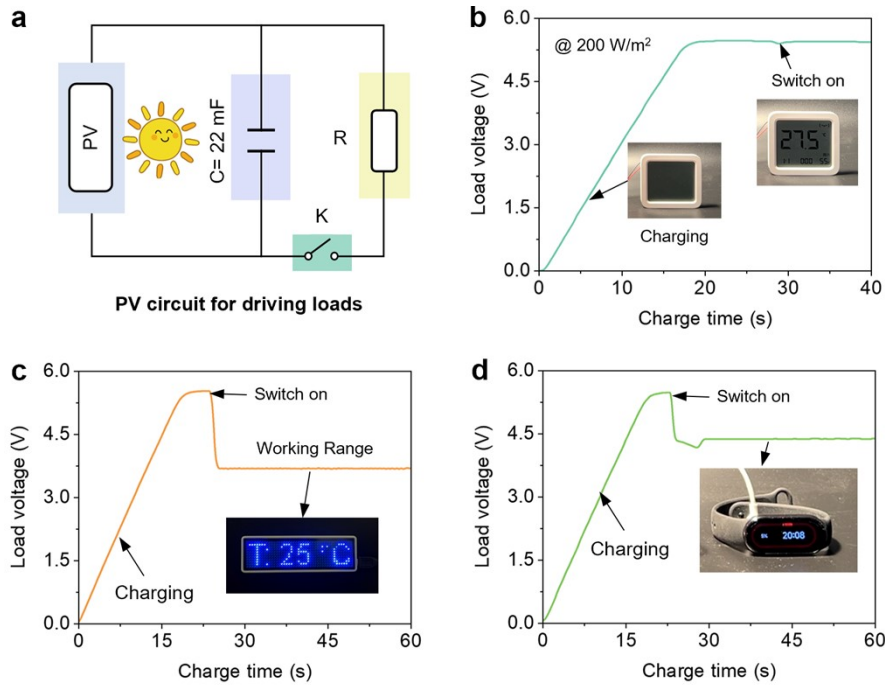 a
PV
C= 22 mF
R
K
PV circuit for driving loads
b
@ 200 W/m²
Load voltage (V)
6.0
4.5
3.0
1.5
0.0
Switch on
27.5
Charging
0 10 20 30 40
Charge time (s)
c
Load voltage (V)
6.0
4.5
3.0
1.5
0.0
Switch on
Working Range
T: 25 °C
Charging
0 15 30 45 60
Charge time (s)
d
Load voltage (V)
6.0
4.5
3.0
1.5
0.0
Switch on
Charging
20:08
0 15 30 45 60
Charge time (s)